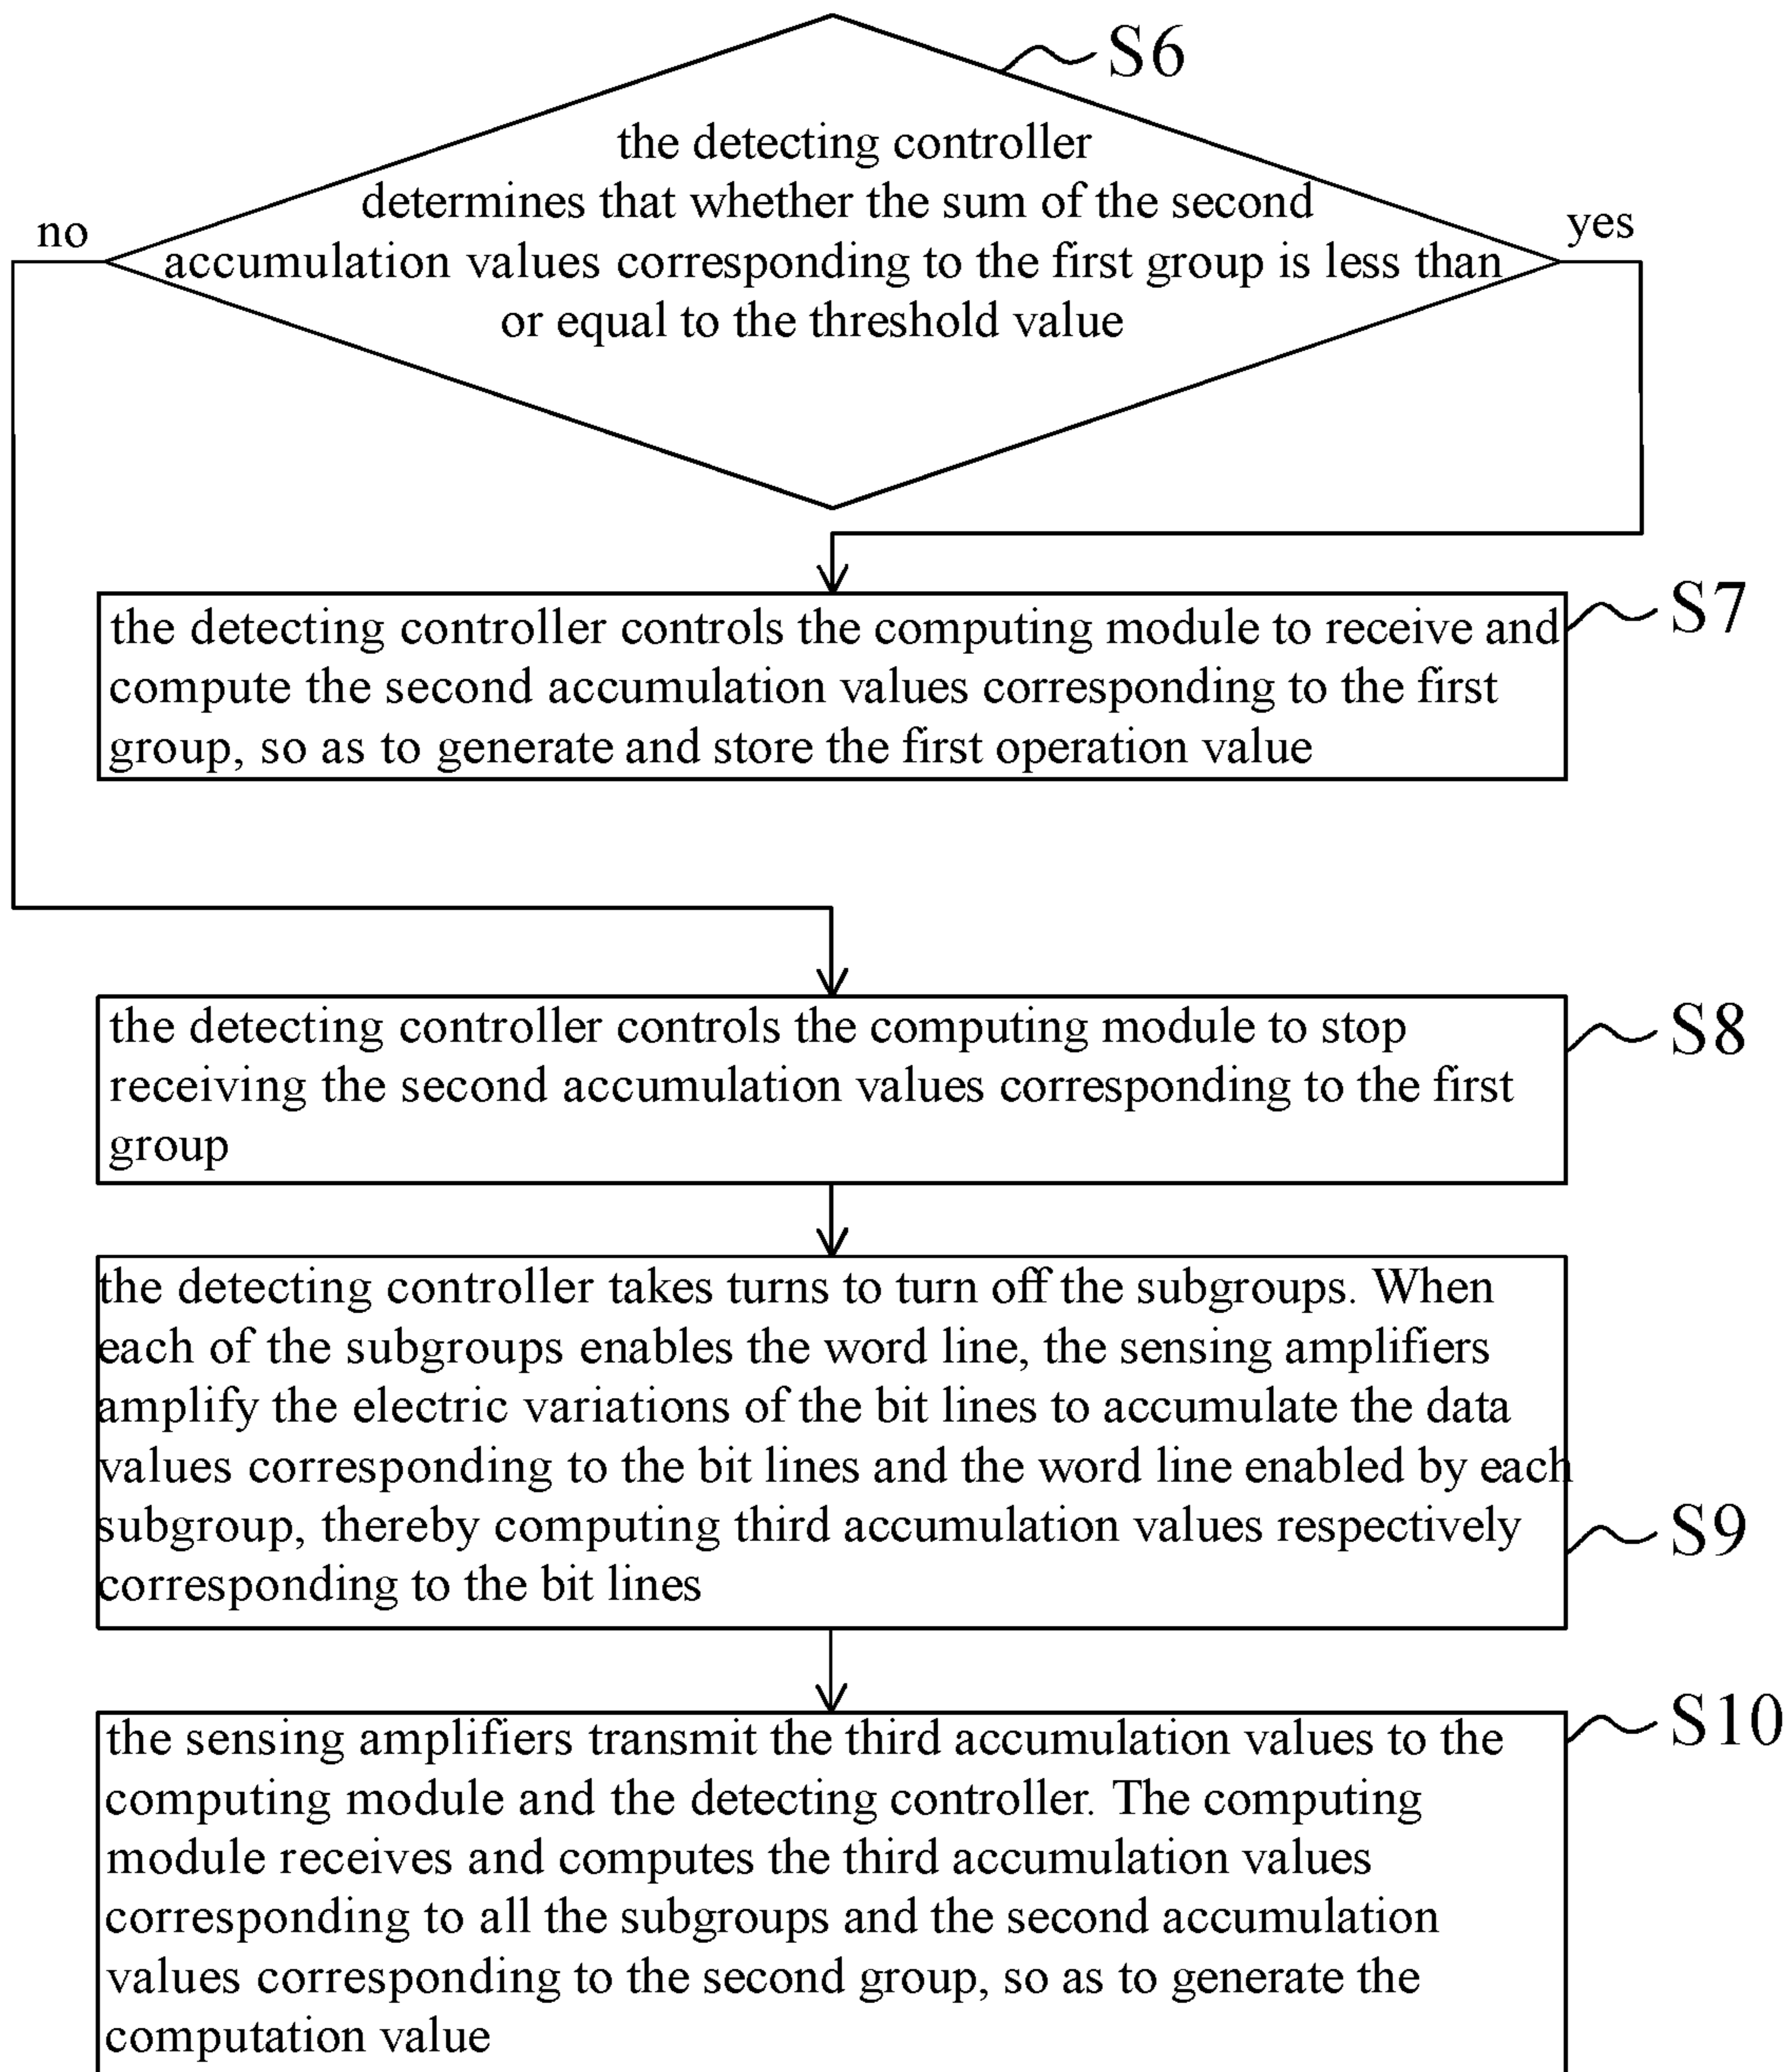 S6
the detecting controller
determines that whether the sum of the second
accumulation values corresponding to the first group is less than
or equal to the threshold value
no
yes
S7
the detecting controller controls the computing module to receive and
compute the second accumulation values corresponding to the first
group, so as to generate and store the first operation value
S8
the detecting controller controls the computing module to stop
receiving the second accumulation values corresponding to the first
group
the detecting controller takes turns to turn off the subgroups. When
each of the subgroups enables the word line, the sensing amplifiers
amplify the electric variations of the bit lines to accumulate the data
values corresponding to the bit lines and the word line enabled by each
subgroup, thereby computing third accumulation values respectively
corresponding to the bit lines
S9
S10
the sensing amplifiers transmit the third accumulation values to the
computing module and the detecting controller. The computing
module receives and computes the third accumulation values
corresponding to all the subgroups and the second accumulation
values corresponding to the second group, so as to generate the
computation value